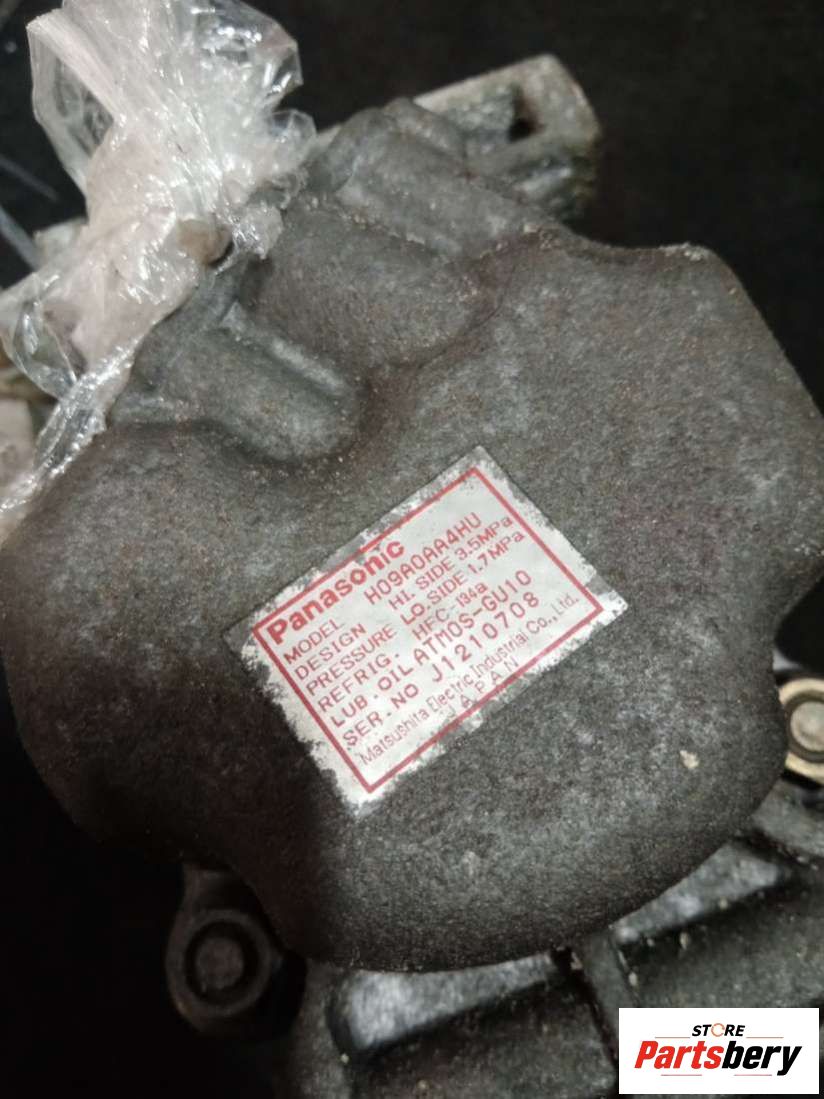 Panasonic
MODEL H09A0AA4HU
DESIGN HI. SIDE 3.5MPa
PRESSURE LO. SIDE 1.7MPa
REFRIG. HFC-134a
LUB. OIL ATMOS-GU10
SER. NO J1210708
Matsushita Electric Industrial Co., Ltd.
JAPAN
STORE
Partsbery